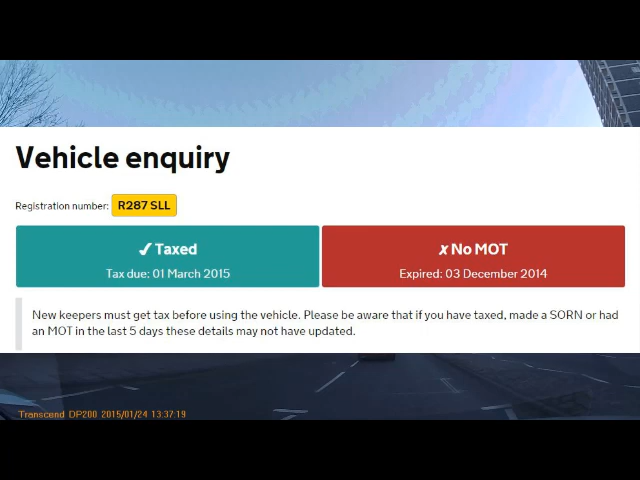 Vehicle enquiry
Registration number: R287 SLL
✓ Taxed
Tax due: 01 March 2015
✗ No MOT
Expired: 03 December 2014
New keepers must get tax before using the vehicle. Please be aware that if you have taxed, made a SORN or had
an MOT in the last 5 days these details may not have updated.
Transcend DP200 2015/01/24 13:37:19